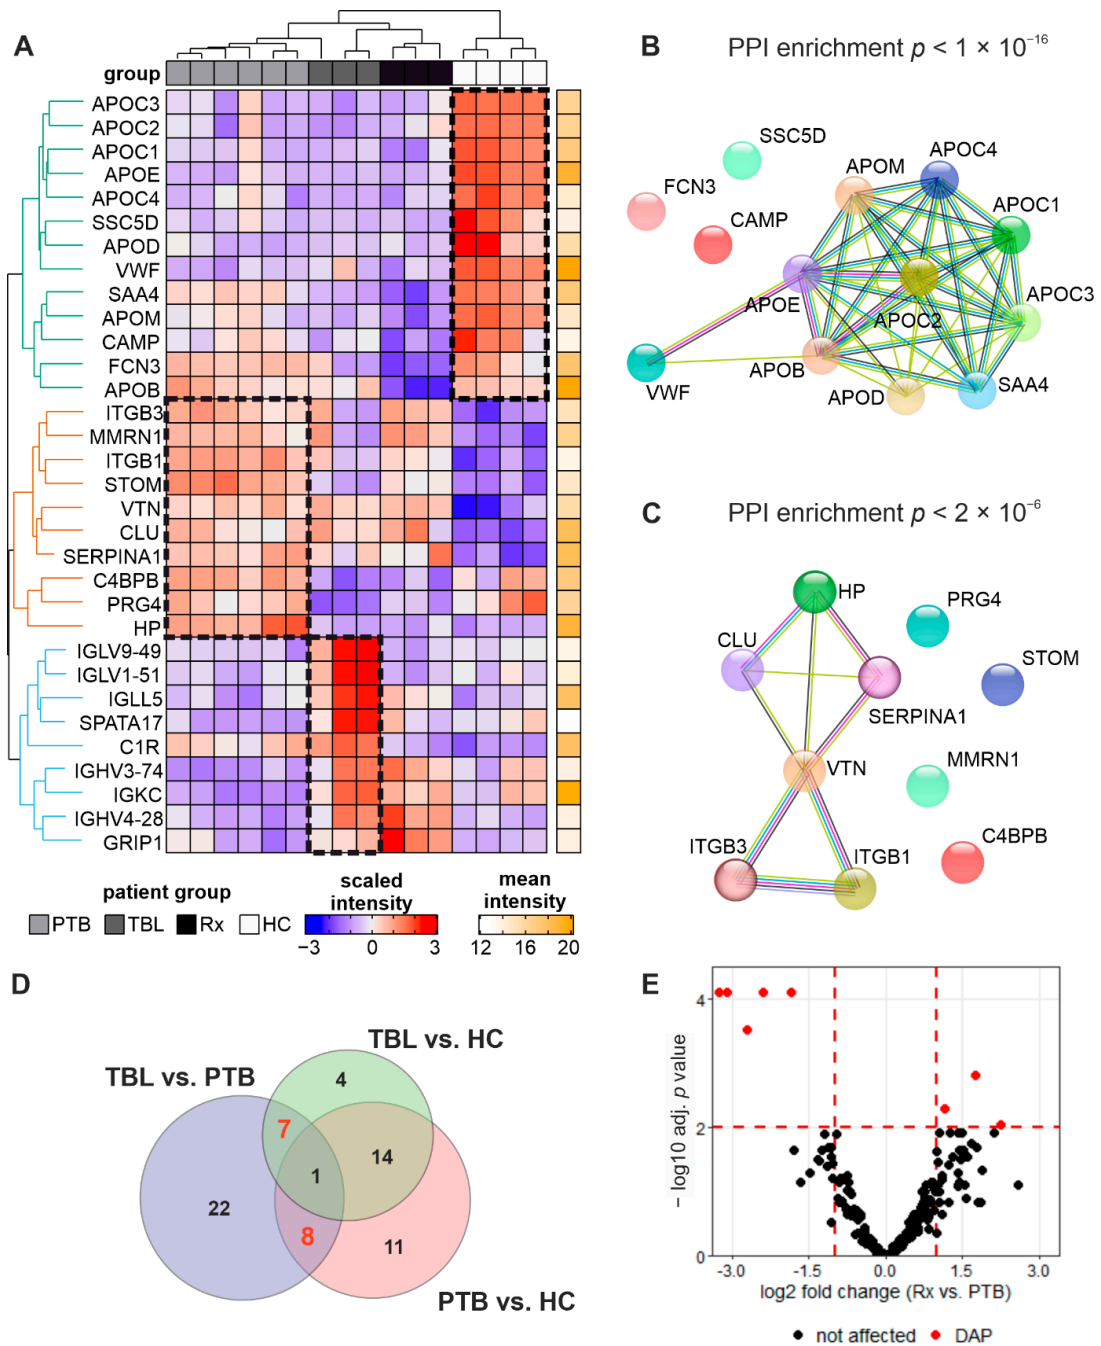 A
group
APOC3
APOC2
APOC1
APOE
APOC4
SSC5D
APOD
VWF
SAA4
APOM
CAMP
FCN3
APOB
ITGB3
MMRN1
ITGB1
STOM
VTN
CLU
SERPINA1
C4BPB
PRG4
HP
IGLV9-49
IGLV1-51
IGLL5
SPATA17
C1R
IGHV3-74
IGKC
IGHV4-28
GRIP1
patient group
PTB TBL Rx HC
scaled
intensity
−3 0 3
mean
intensity
12 16 20
B PPI enrichment p < 1 × 10⁻¹⁶
SSC5D
FCN3
CAMP
APOM
APOC4
APOC1
APOE
APOC2
APOC3
VWF
APOB
APOD
SAA4
C PPI enrichment p < 2 × 10⁻⁶
HP
PRG4
CLU
STOM
SERPINA1
VTN
MMRN1
ITGB3
ITGB1
C4BPB
D
TBL vs. HC
TBL vs. PTB
4
7
14
1
22
8
11
PTB vs. HC
E
− log10 adj. p value
4
2
0
-3.0 -1.5 0.0 1.5 3.0
log2 fold change (Rx vs. PTB)
not affected DAP